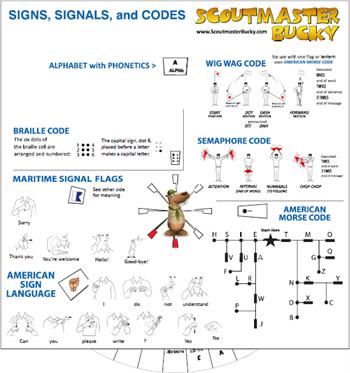 SIGNS, SIGNALS, and CODES
SCOUTMASTER
BUCKY
www.ScoutmasterBucky.com
ALPHABET with PHONETICS >
A
ALPHA
WIG WAG CODE
for use with one flag or lantern
uses AMERICAN MORSE CODE
Executed
ONCE
end of word
TWICE
end of sentence
3 TIMES
end of message
START
POSITION
DOT
MOTION
DASH
MOTION
FORWARD
MOTION
pronounced
DIT
DAH
BRAILLE CODE
The six dots of
the braille cell are
arranged and numbered:
The capital sign, dot 6,
placed before a letter
makes a capital letter.
SEMAPHORE CODE
Executed
ONCE
end of word
3 TIMES
end of message
ATTENTION
INTERVAL
(END OF WORD)
NUMERALS
(TO FOLLOW)
CHOP CHOP
MARITIME SIGNAL FLAGS
See other side
for meaning
Sorry
Thank you
You're welcome
Hello!
Good-bye!
AMERICAN
MORSE CODE
Start Here
H S I E T M O
V U A N G Q
F R D K Z
L W B X C
P J Y
AMERICAN
SIGN
LANGUAGE
I do not understand
Can you please write ? Yes No
C A